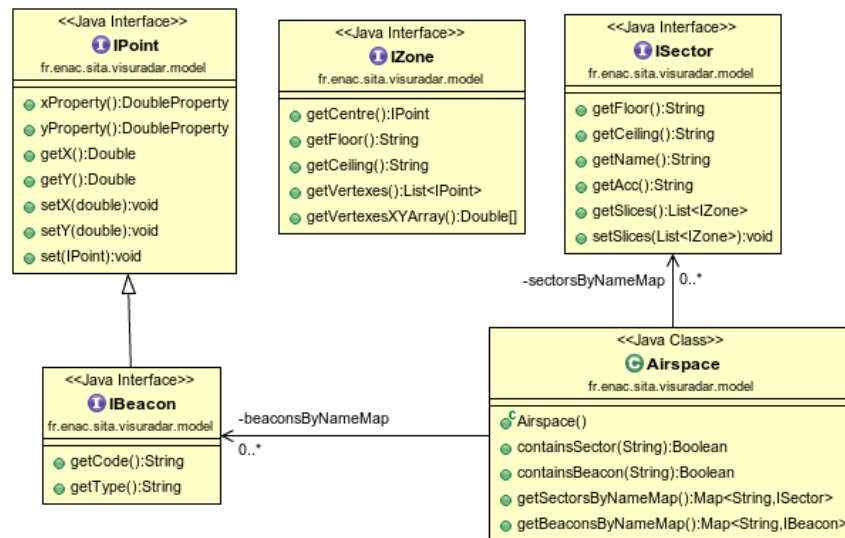 <<Java Interface>>
I IPoint
fr.enac.sita.visuradar.model
xProperty():DoubleProperty
yProperty():DoubleProperty
getX():Double
getY():Double
setX(double):void
setY(double):void
set(IPoint):void
<<Java Interface>>
I IZone
fr.enac.sita.visuradar.model
getCentre():IPoint
getFloor():String
getCeiling():String
getVertexes():List<IPoint>
getVertexesXYArray():Double[]
<<Java Interface>>
I ISector
fr.enac.sita.visuradar.model
getFloor():String
getCeiling():String
getName():String
getAcc():String
getSlices():List<IZone>
setSlices(List<IZone>):void
-sectorsByNameMap 0..*
<<Java Interface>>
I IBeacon
fr.enac.sita.visuradar.model
getCode():String
getType():String
-beaconsByNameMap
0..*
<<Java Class>>
C Airspace
fr.enac.sita.visuradar.model
C Airspace()
containsSector(String):Boolean
containsBeacon(String):Boolean
getSectorsByNameMap():Map<String,ISector>
getBeaconsByNameMap():Map<String,IBeacon>